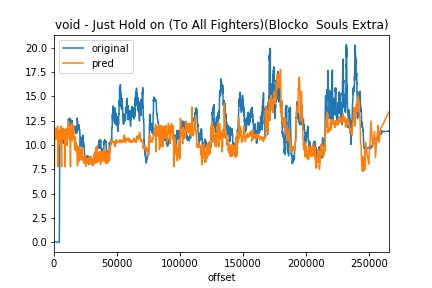 void - Just Hold on (To All Fighters)(Blocko  Souls Extra)
original
pred
20.0
17.5
15.0
12.5
10.0
7.5
5.0
2.5
0.0
0 50000 100000 150000 200000 250000
offset